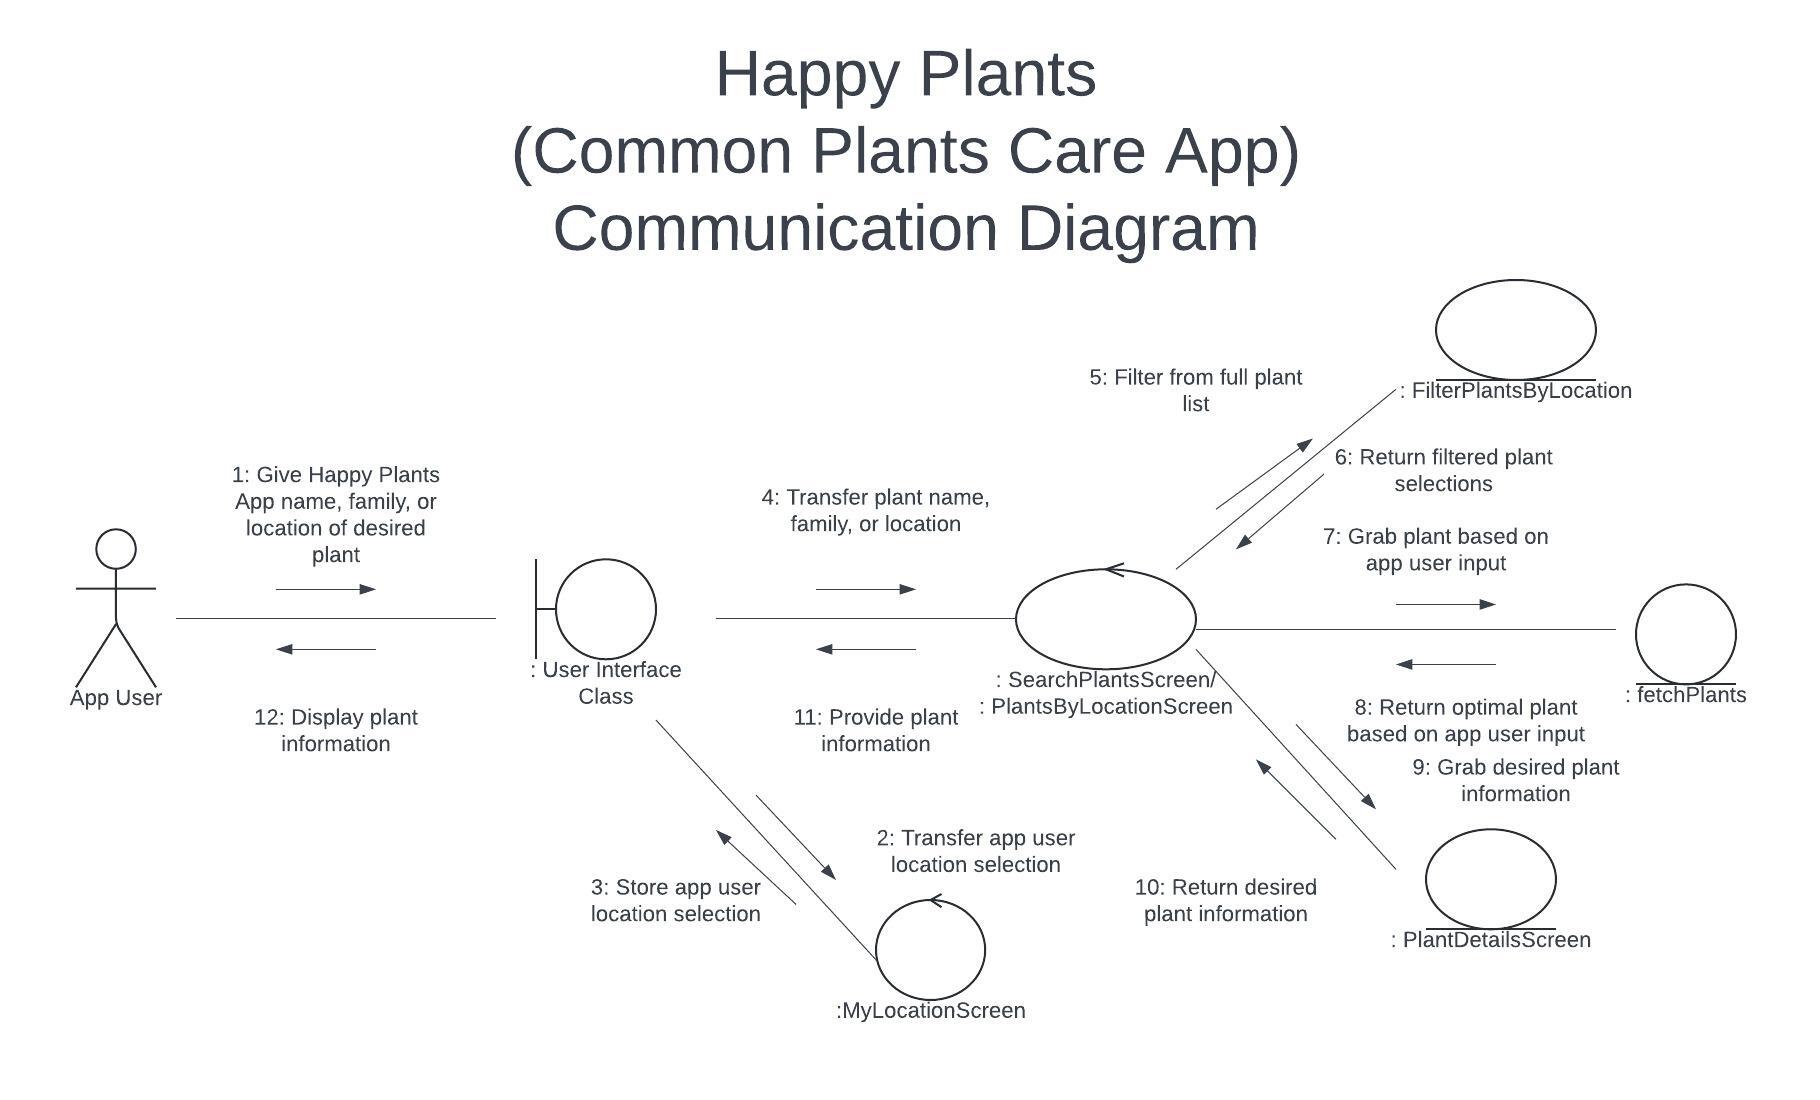 Happy Plants
(Common Plants Care App)
Communication Diagram
: FilterPlantsByLocation
5: Filter from full plant
list
6: Return filtered plant
selections
1: Give Happy Plants
App name, family, or
location of desired
plant
4: Transfer plant name,
family, or location
7: Grab plant based on
app user input
App User
: User Interface
Class
: SearchPlantsScreen/
: PlantsByLocationScreen
: fetchPlants
12: Display plant
information
11: Provide plant
information
8: Return optimal plant
based on app user input
9: Grab desired plant
information
2: Transfer app user
location selection
3: Store app user
location selection
10: Return desired
plant information
: PlantDetailsScreen
:MyLocationScreen